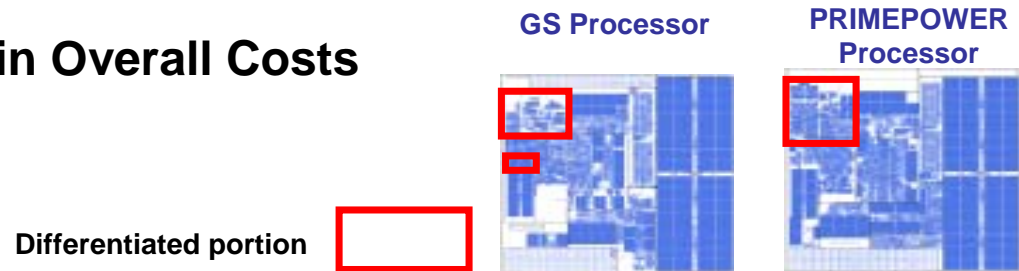 in Overall Costs
GS Processor
PRIMEPOWER
Processor
Differentiated portion